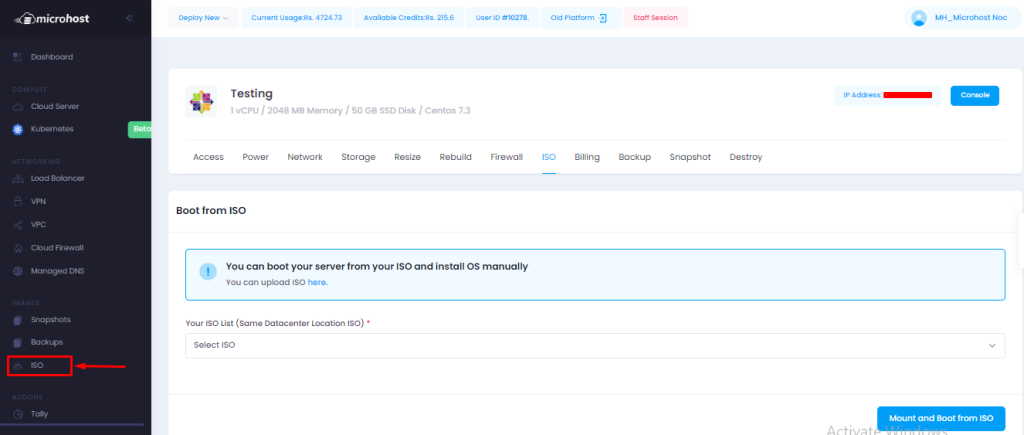 microhost
Deploy New
Current Usage:Rs. 4724.73
Available Credits:Rs. 215.6
User ID #10278.
Old Platform
Staff Session
MH_Microhost Noc
Dashboard
COMPUTE
Cloud Server
Kubernetes
Beta
NETWORKING
Load Balancer
VPN
VPC
Cloud Firewall
Managed DNS
IMAGES
Snapshots
Backups
ISO
ADDONS
Tally
Testing
1 vCPU / 2048 MB Memory / 50 GB SSD Disk / Centos 7.3
IP Address:
Console
Access Power Network Storage Resize Rebuild Firewall ISO Billing Backup Snapshot Destroy
Boot from ISO
You can boot your server from your ISO and install OS manually
You can upload ISO here.
Your ISO List (Same Datacenter Location ISO) *
Select ISO
Mount and Boot from ISO
Activate Windows